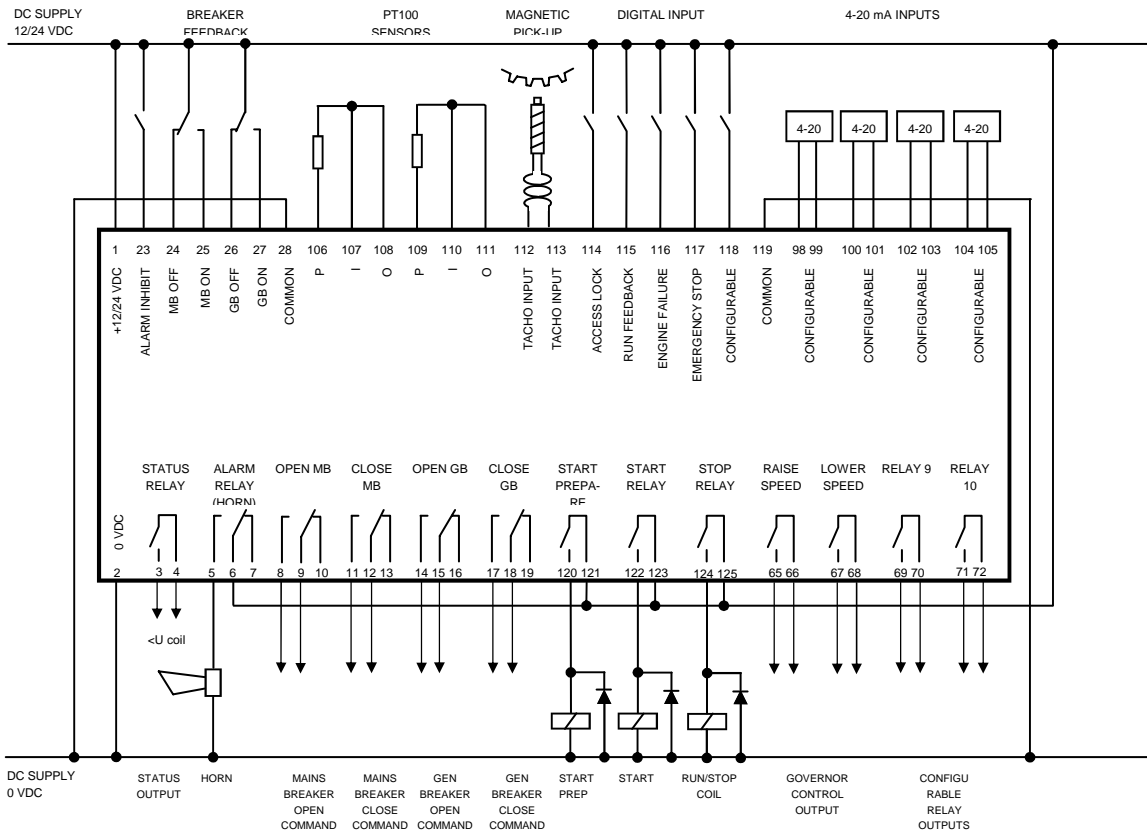 DC SUPPLY
12/24 VDC
BREAKER
FEEDBACK
PT100
SENSORS
MAGNETIC
PICK-UP
DIGITAL INPUT
4-20 mA INPUTS
4-20 4-20 4-20 4-20
1 23 24 25 26 27 28 106 107 108 109 110 111 112 113 114 115 116 117 118 119 98 99 100 101 102 103 104 105
+12/24 VDC
ALARM INHIBIT
MB OFF
MB ON
GB OFF
GB ON
COMMON
P
I
O
P
I
O
TACHO INPUT
TACHO INPUT
ACCESS LOCK
RUN FEEDBACK
ENGINE FAILURE
EMERGENCY STOP
CONFIGURABLE
COMMON
CONFIGURABLE
CONFIGURABLE
CONFIGURABLE
CONFIGURABLE
0 VDC
STATUS
RELAY
ALARM
RELAY
(HORN)
OPEN MB
CLOSE
MB
OPEN GB
CLOSE
GB
START
PREPA-
RE
START
RELAY
STOP
RELAY
RAISE
SPEED
LOWER
SPEED
RELAY 9
RELAY
10
2 3 4 5 6 7 8 9 10 11 12 13 14 15 16 17 18 19 120 121 122 123 124 125 65 66 67 68 69 70 71 72
<U coil
DC SUPPLY
0 VDC
STATUS
OUTPUT
HORN
MAINS
BREAKER
OPEN
COMMAND
MAINS
BREAKER
CLOSE
COMMAND
GEN
BREAKER
OPEN
COMMAND
GEN
BREAKER
CLOSE
COMMAND
START
PREP
START
RUN/STOP
COIL
GOVERNOR
CONTROL
OUTPUT
CONFIGU
RABLE
RELAY
OUTPUTS